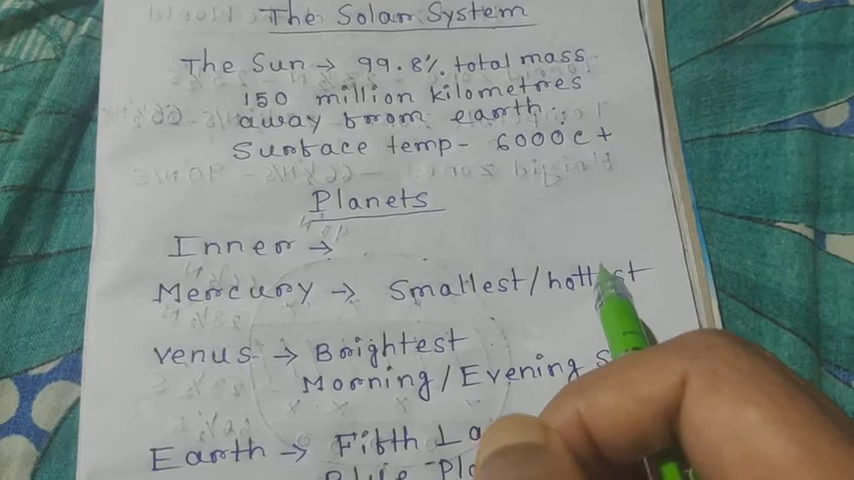 The Solar System
The Sun → 99.8% total mass
150 million kilometres
away from earth.
Surface temp- 6000c+
Planets
Inner →
Mercury → Smallest/hottest
Venus → Brightest
Morning/Evening
Earth → Fifth